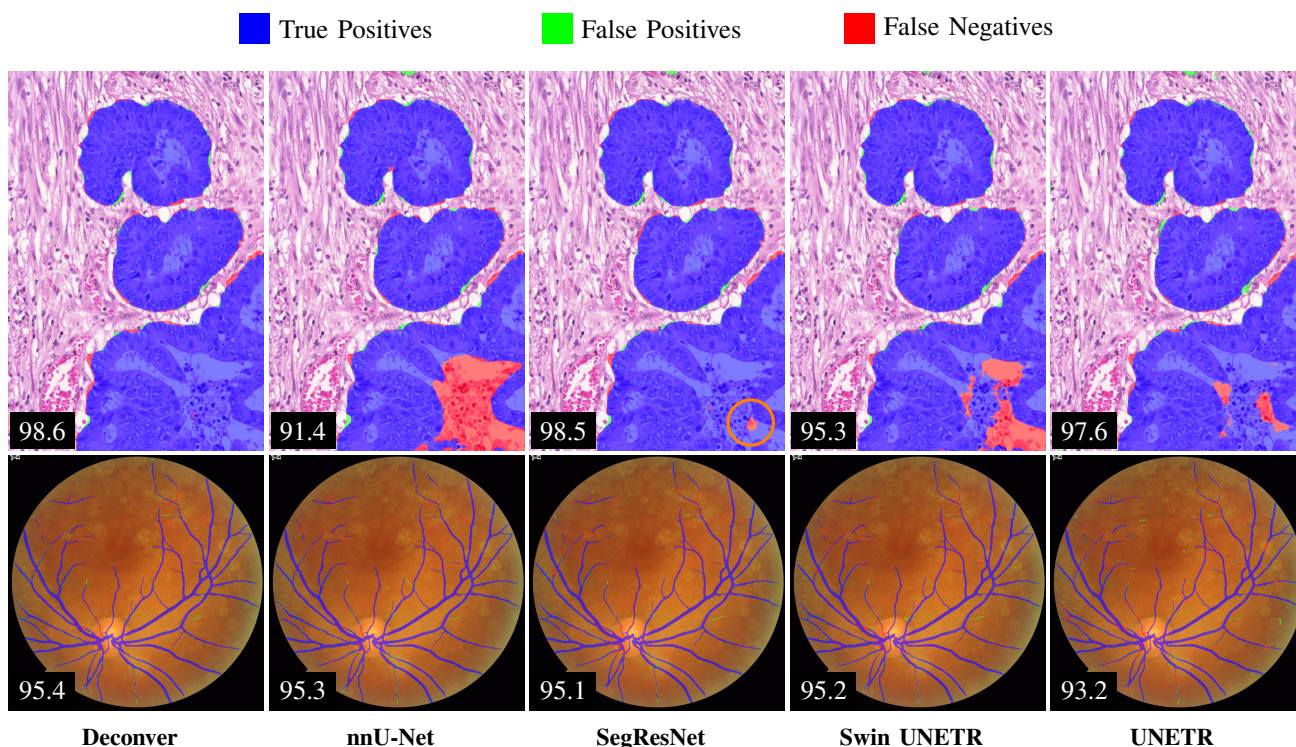 True Positives False Positives False Negatives
98.6 91.4 98.5 95.3 97.6
95.4 95.3 95.1 95.2 93.2
Deconver nnU-Net SegResNet Swin UNETR UNETR